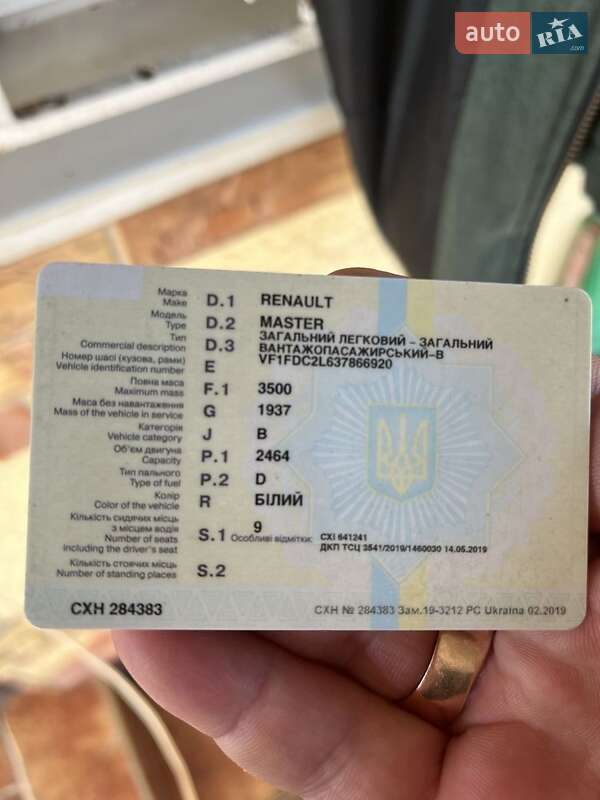 auto RIA.com
Марка
Make D.1 RENAULT
Модель
Type D.2 MASTER
Тип
Commercial description D.3 ЗАГАЛЬНИЙ ЛЕГКОВИЙ - ЗАГАЛЬНИЙ
ВАНТАЖОПАСАЖИРСЬКИЙ-В
Номер шасі (кузова, рами)
Vehicle identification number E VF1FDC2L637866920
Повна маса
Maximum mass F.1 3500
Маса без навантаження
Mass of the vehicle in service G 1937
Категорія
Vehicle category J B
Об'єм двигуна
Capacity P.1 2464
Тип пального
Type of fuel P.2 D
Колір
Color of the vehicle R БІЛИЙ
Кількість сидячих місць
з місцем водія
Number of seats
including the driver's seat S.1 9 Особливі відмітки: CXI 641241
ДКП ТСЦ 3541/2019/1460030 14.05.2019
Кількість стоячих місць
Number of standing places S.2
СХН 284383
СХН № 284383 Зам.19-3212 PC Ukraina 02.2019